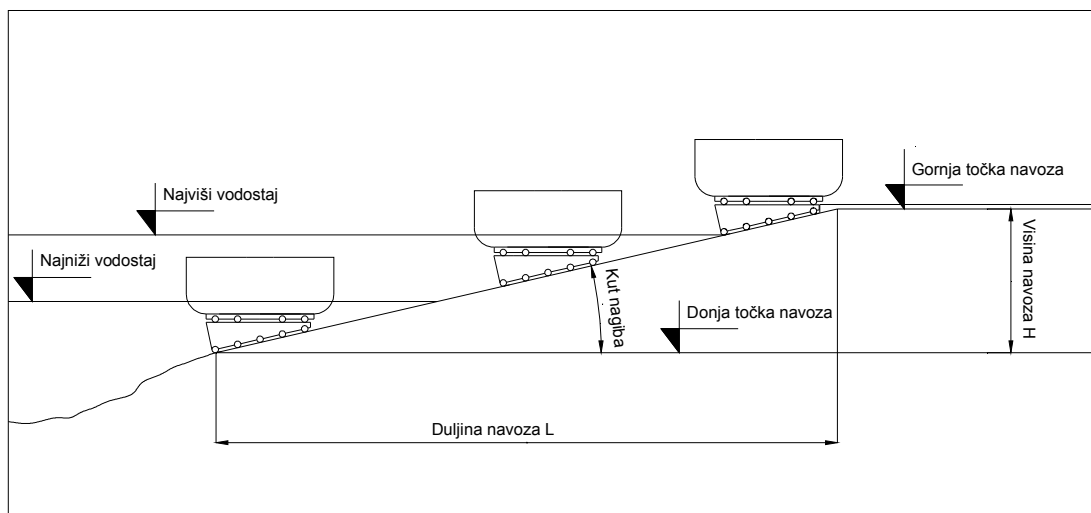 Gornja točka navoza
Najviši vodostaj
Najniži vodostaj
Kut nagiba
Visina navoza H
Donja točka navoza
Duljina navoza L